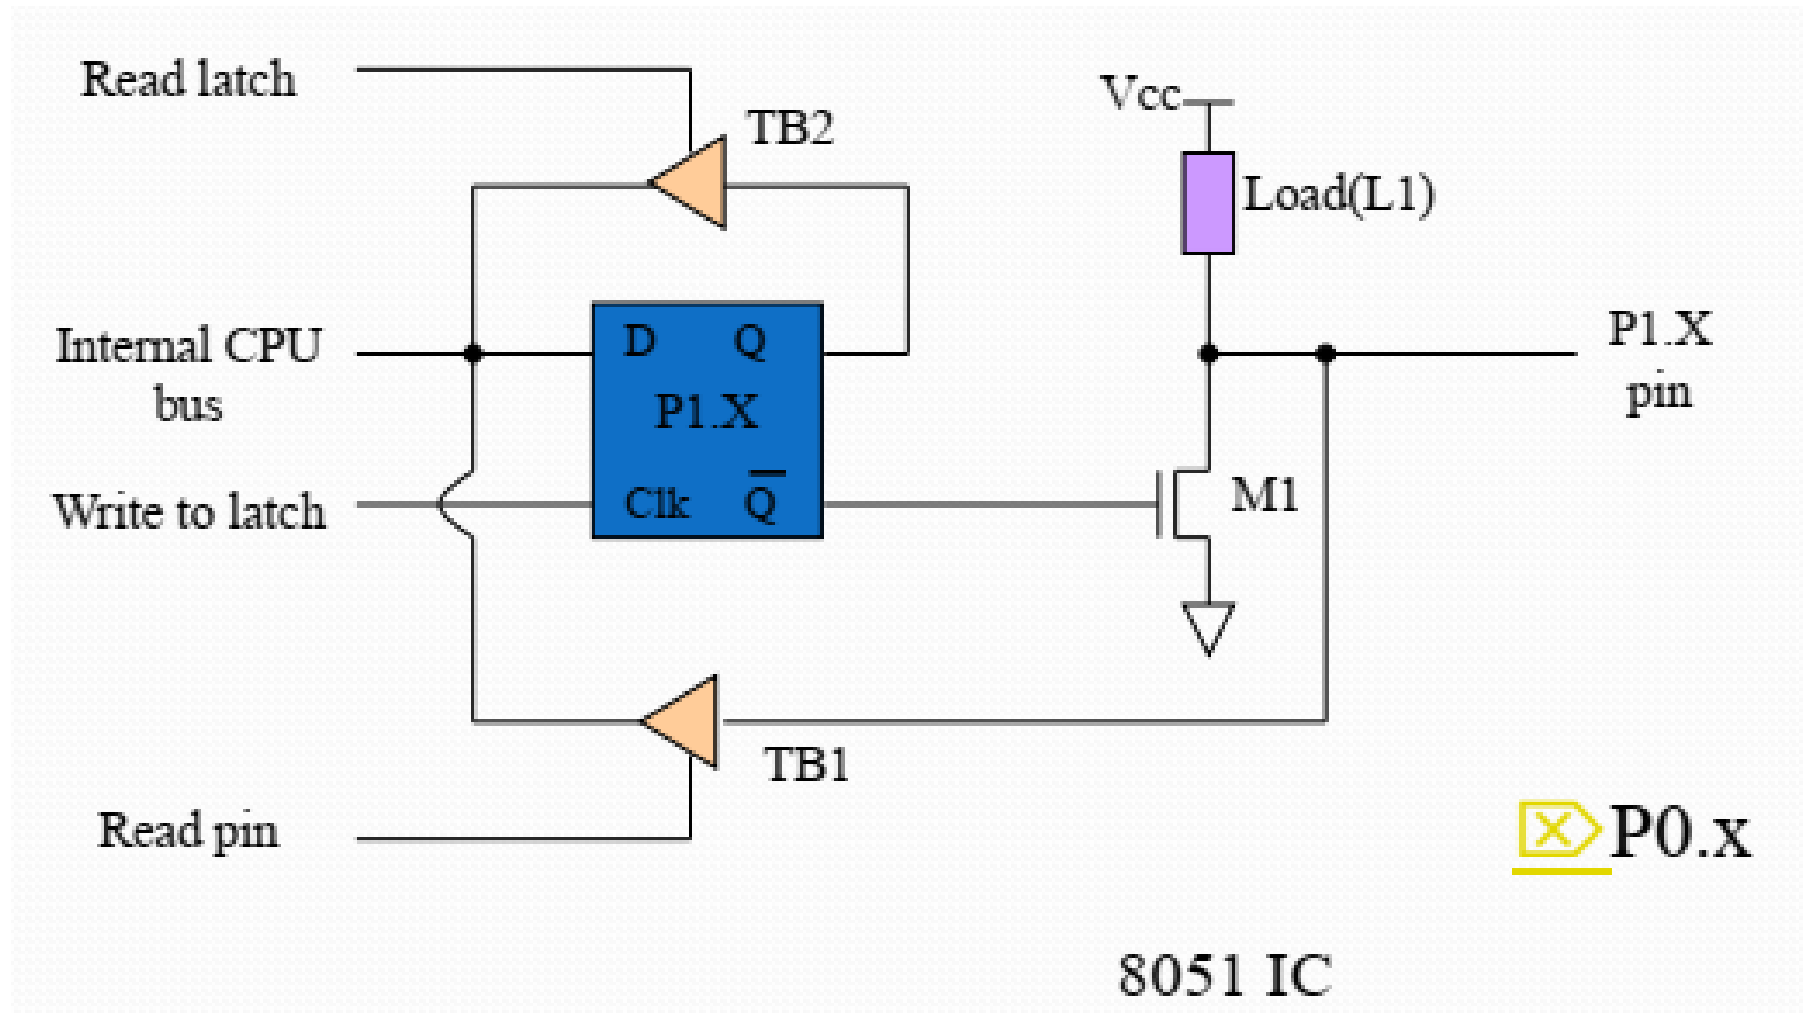 Read latch
TB2
Vcc
Load(L1)
Internal CPU
bus
D Q
P1.X
Clk Q̅
Write to latch
M1
P1.X
pin
TB1
Read pin
P0.x
8051 IC